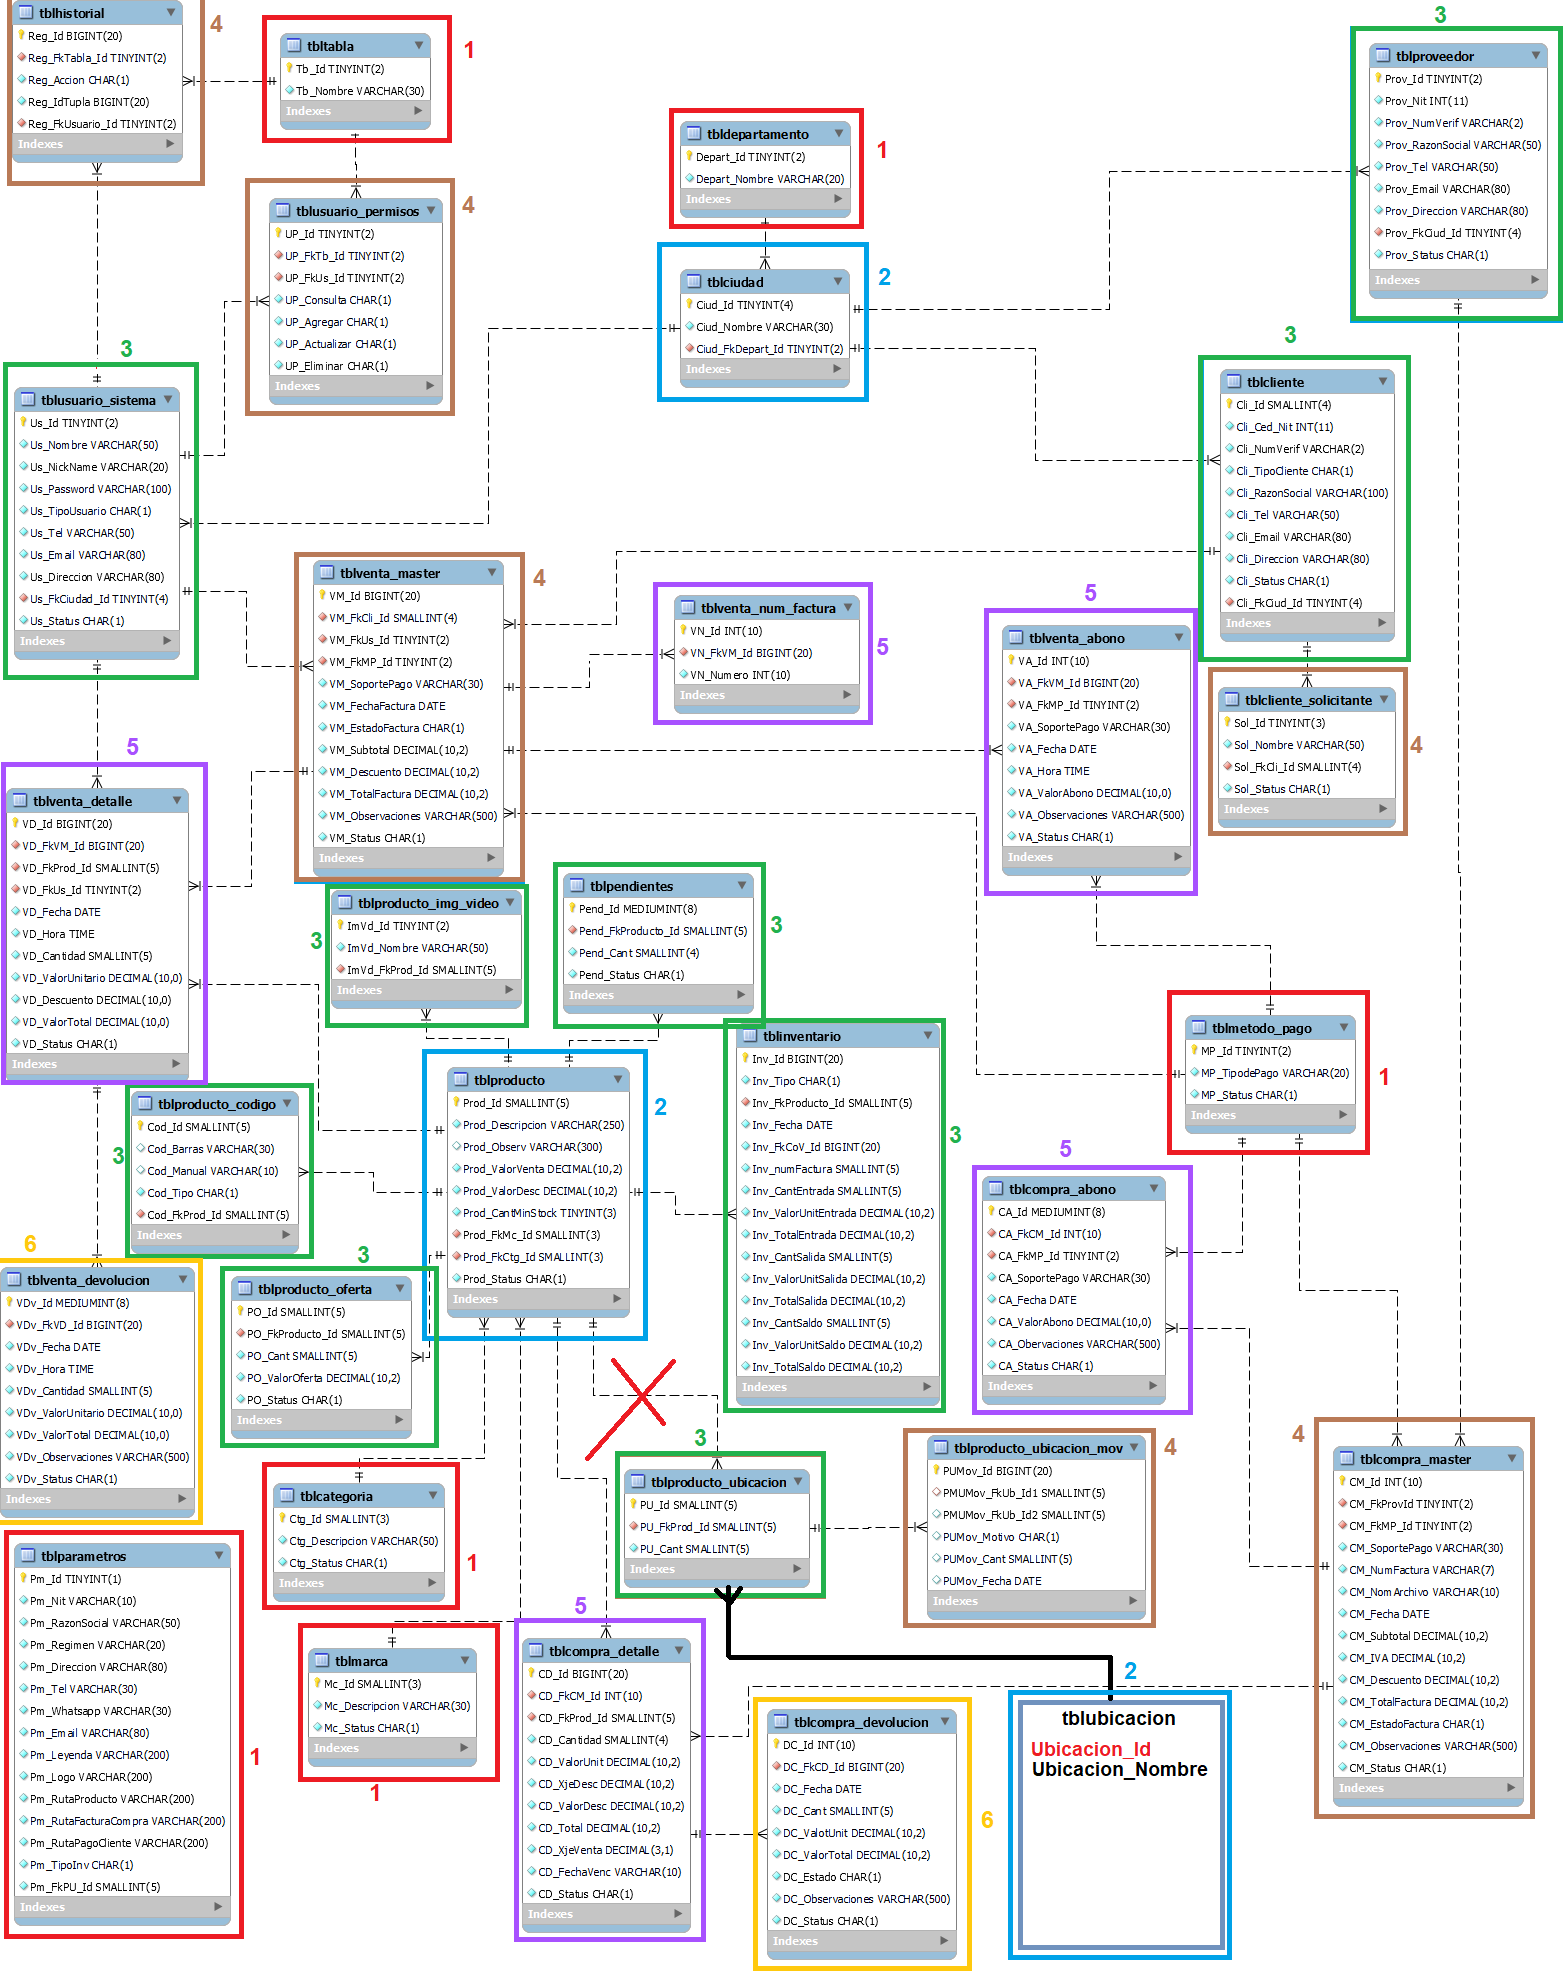 tblhistorial
Reg_Id BIGINT(20)
Reg_FkTabla_Id TINYINT(2)
Reg_Accion CHAR(1)
Reg_IdTupla BIGINT(20)
Reg_FkUsuario_Id TINYINT(2)
Indexes
4
tbltabla
Tb_Id TINYINT(2)
Tb_Nombre VARCHAR(30)
Indexes
1
tblusuario_permisos
UP_Id TINYINT(2)
UP_FkTb_Id TINYINT(2)
UP_FkUs_Id TINYINT(2)
UP_Consulta CHAR(1)
UP_Agregar CHAR(1)
UP_Actualizar CHAR(1)
UP_Eliminar CHAR(1)
Indexes
4
tbldepartamento
Depart_Id TINYINT(2)
Depart_Nombre VARCHAR(20)
Indexes
1
tblciudad
Ciud_Id TINYINT(4)
Ciud_Nombre VARCHAR(30)
Ciud_FkDepart_Id TINYINT(2)
Indexes
2
3
tblproveedor
Prov_Id TINYINT(2)
Prov_Nit INT(11)
Prov_NumVerif VARCHAR(2)
Prov_RazonSocial VARCHAR(50)
Prov_Tel VARCHAR(50)
Prov_Email VARCHAR(80)
Prov_Direccion VARCHAR(80)
Prov_FkCiud_Id TINYINT(4)
Prov_Status CHAR(1)
Indexes
3
tblusuario_sistema
Us_Id TINYINT(2)
Us_Nombre VARCHAR(50)
Us_NickName VARCHAR(20)
Us_Password VARCHAR(100)
Us_TipoUsuario CHAR(1)
Us_Tel VARCHAR(50)
Us_Email VARCHAR(80)
Us_Direccion VARCHAR(80)
Us_FkCiudad_Id TINYINT(4)
Us_Status CHAR(1)
Indexes
3
tblcliente
Cli_Id SMALLINT(4)
Cli_Ced_Nit INT(11)
Cli_NumVerif VARCHAR(2)
Cli_TipoCliente CHAR(1)
Cli_RazonSocial VARCHAR(100)
Cli_Tel VARCHAR(50)
Cli_Email VARCHAR(80)
Cli_Direccion VARCHAR(80)
Cli_Status CHAR(1)
Cli_FkCiud_Id TINYINT(4)
Indexes
tblventa_master
VM_Id BIGINT(20)
VM_FkCli_Id SMALLINT(4)
VM_FkUs_Id TINYINT(2)
VM_FkMP_Id TINYINT(2)
VM_SoportePago VARCHAR(30)
VM_FechaFactura DATE
VM_EstadoFactura CHAR(1)
VM_Subtotal DECIMAL(10,2)
VM_Descuento DECIMAL(10,2)
VM_TotalFactura DECIMAL(10,2)
VM_Observaciones VARCHAR(500)
VM_Status CHAR(1)
Indexes
4
tblventa_num_factura
VN_Id INT(10)
VN_FkVM_Id BIGINT(20)
VN_Numero INT(10)
Indexes
5
5
tblventa_abono
VA_Id INT(10)
VA_FkVM_Id BIGINT(20)
VA_FkMP_Id TINYINT(2)
VA_SoportePago VARCHAR(30)
VA_Fecha DATE
VA_Hora TIME
VA_ValorAbono DECIMAL(10,0)
VA_Observaciones VARCHAR(500)
VA_Status CHAR(1)
Indexes
tblcliente_solicitante
Sol_Id TINYINT(3)
Sol_Nombre VARCHAR(50)
Sol_FkCli_Id SMALLINT(4)
Sol_Status CHAR(1)
Indexes
4
5
tblventa_detalle
VD_Id BIGINT(20)
VD_FkVM_Id BIGINT(20)
VD_FkProd_Id SMALLINT(5)
VD_FkUs_Id TINYINT(2)
VD_Fecha DATE
VD_Hora TIME
VD_Cantidad SMALLINT(5)
VD_ValorUnitario DECIMAL(10,0)
VD_Descuento DECIMAL(10,0)
VD_ValorTotal DECIMAL(10,0)
VD_Status CHAR(1)
Indexes
tblproducto_img_video
ImVd_Id TINYINT(2)
ImVd_Nombre VARCHAR(50)
ImVd_FkProd_Id SMALLINT(5)
Indexes
3
tblpendientes
Pend_Id MEDIUMINT(8)
Pend_FkProducto_Id SMALLINT(5)
Pend_Cant SMALLINT(4)
Pend_Status CHAR(1)
Indexes
3
tblinventario
Inv_Id BIGINT(20)
Inv_Tipo CHAR(1)
Inv_FkProducto_Id SMALLINT(5)
Inv_Fecha DATE
Inv_FkCoV_Id BIGINT(20)
Inv_numFactura SMALLINT(5)
Inv_CantEntrada SMALLINT(5)
Inv_ValorUnitEntrada DECIMAL(10,2)
Inv_TotalEntrada DECIMAL(10,2)
Inv_CantSalida SMALLINT(5)
Inv_ValorUnitSalida DECIMAL(10,2)
Inv_TotalSalida DECIMAL(10,2)
Inv_CantSaldo SMALLINT(5)
Inv_ValorUnitSaldo DECIMAL(10,2)
Inv_TotalSaldo DECIMAL(10,2)
Indexes
3
tblmetodo_pago
MP_Id TINYINT(2)
MP_TipodePago VARCHAR(20)
MP_Status CHAR(1)
Indexes
1
tblproducto
Prod_Id SMALLINT(5)
Prod_Descripcion VARCHAR(250)
Prod_Observ VARCHAR(300)
Prod_ValorVenta DECIMAL(10,2)
Prod_ValorDesc DECIMAL(10,2)
Prod_CantMinStock TINYINT(3)
Prod_FkMc_Id SMALLINT(3)
Prod_FkCtg_Id SMALLINT(3)
Prod_Status CHAR(1)
Indexes
2
tblproducto_codigo
Cod_Id SMALLINT(5)
Cod_Barras VARCHAR(30)
Cod_Manual VARCHAR(10)
Cod_Tipo CHAR(1)
Cod_FkProd_Id SMALLINT(5)
Indexes
3
5
tblcompra_abono
CA_Id MEDIUMINT(8)
CA_FkCM_Id INT(10)
CA_FkMP_Id TINYINT(2)
CA_SoportePago VARCHAR(30)
CA_Fecha DATE
CA_ValorAbono DECIMAL(10,0)
CA_Obervaciones VARCHAR(500)
CA_Status CHAR(1)
Indexes
6
tblventa_devolucion
VDv_Id MEDIUMINT(8)
VDv_FkVD_Id BIGINT(20)
VDv_Fecha DATE
VDv_Hora TIME
VDv_Cantidad SMALLINT(5)
VDv_ValorUnitario DECIMAL(10,0)
VDv_ValorTotal DECIMAL(10,0)
VDv_Observaciones VARCHAR(500)
VDv_Status CHAR(1)
Indexes
3
tblproducto_oferta
PO_Id SMALLINT(5)
PO_FkProducto_Id SMALLINT(5)
PO_Cant SMALLINT(5)
PO_ValorOferta DECIMAL(10,2)
PO_Status CHAR(1)
Indexes
3
tblproducto_ubicacion
PU_Id SMALLINT(5)
PU_FkProd_Id SMALLINT(5)
PU_Cant SMALLINT(5)
Indexes
tblproducto_ubicacion_mov
PUMov_Id BIGINT(20)
PMUMov_FkUb_Id1 SMALLINT(5)
PMUMov_FkUb_Id2 SMALLINT(5)
PUMov_Motivo CHAR(1)
PUMov_Cant SMALLINT(5)
PUMov_Fecha DATE
Indexes
4
4
tblcompra_master
CM_Id INT(10)
CM_FkProvId TINYINT(2)
CM_FkMP_Id TINYINT(2)
CM_SoportePago VARCHAR(30)
CM_NumFactura VARCHAR(7)
CM_NomArchivo VARCHAR(10)
CM_Fecha DATE
CM_Subtotal DECIMAL(10,2)
CM_IVA DECIMAL(10,2)
CM_Descuento DECIMAL(10,2)
CM_TotalFactura DECIMAL(10,2)
CM_EstadoFactura CHAR(1)
CM_Observaciones VARCHAR(500)
CM_Status CHAR(1)
Indexes
tblcategoria
Ctg_Id SMALLINT(3)
Ctg_Descripcion VARCHAR(50)
Ctg_Status CHAR(1)
Indexes
1
tblparametros
Pm_Id TINYINT(1)
Pm_Nit VARCHAR(10)
Pm_RazonSocial VARCHAR(50)
Pm_Regimen VARCHAR(20)
Pm_Direccion VARCHAR(80)
Pm_Tel VARCHAR(30)
Pm_Whatsapp VARCHAR(30)
Pm_Email VARCHAR(80)
Pm_Leyenda VARCHAR(200)
Pm_Logo VARCHAR(200)
Pm_RutaProducto VARCHAR(200)
Pm_RutaFacturaCompra VARCHAR(200)
Pm_RutaPagoCliente VARCHAR(200)
Pm_TipoInv CHAR(1)
Pm_FkPU_Id SMALLINT(5)
Indexes
1
tblmarca
Mc_Id SMALLINT(3)
Mc_Descripcion VARCHAR(30)
Mc_Status CHAR(1)
Indexes
1
5
tblcompra_detalle
CD_Id BIGINT(20)
CD_FkCM_Id INT(10)
CD_FkProd_Id SMALLINT(5)
CD_Cantidad SMALLINT(4)
CD_ValorUnit DECIMAL(10,2)
CD_XjeDesc DECIMAL(10,2)
CD_ValorDesc DECIMAL(10,2)
CD_Total DECIMAL(10,2)
CD_XjeVenta DECIMAL(3,1)
CD_FechaVenc VARCHAR(10)
CD_Status CHAR(1)
Indexes
tblcompra_devolucion
DC_Id INT(10)
DC_FkCD_Id BIGINT(20)
DC_Fecha DATE
DC_Cant SMALLINT(5)
DC_ValotUnit DECIMAL(10,2)
DC_ValorTotal DECIMAL(10,2)
DC_Estado CHAR(1)
DC_Observaciones VARCHAR(500)
DC_Status CHAR(1)
Indexes
6
2
tblubicacion
Ubicacion_Id
Ubicacion_Nombre